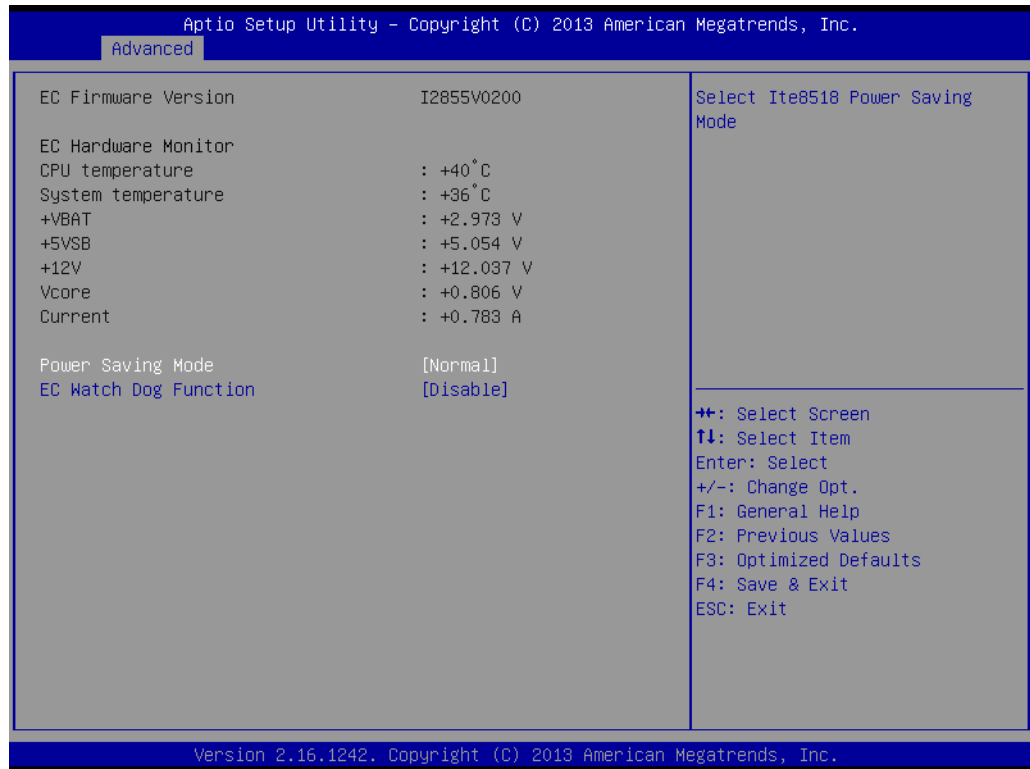 Aptio Setup Utility – Copyright (C) 2013 American Megatrends, Inc.
Advanced
EC Firmware Version I2855V0200
EC Hardware Monitor
CPU temperature : +40°C
System temperature : +36°C
+VBAT : +2.973 V
+5VSB : +5.054 V
+12V : +12.037 V
Vcore : +0.806 V
Current : +0.783 A
Power Saving Mode [Normal]
EC Watch Dog Function [Disable]
Select Ite8518 Power Saving
Mode
→←: Select Screen
↑↓: Select Item
Enter: Select
+/-: Change Opt.
F1: General Help
F2: Previous Values
F3: Optimized Defaults
F4: Save & Exit
ESC: Exit
Version 2.16.1242. Copyright (C) 2013 American Megatrends, Inc.